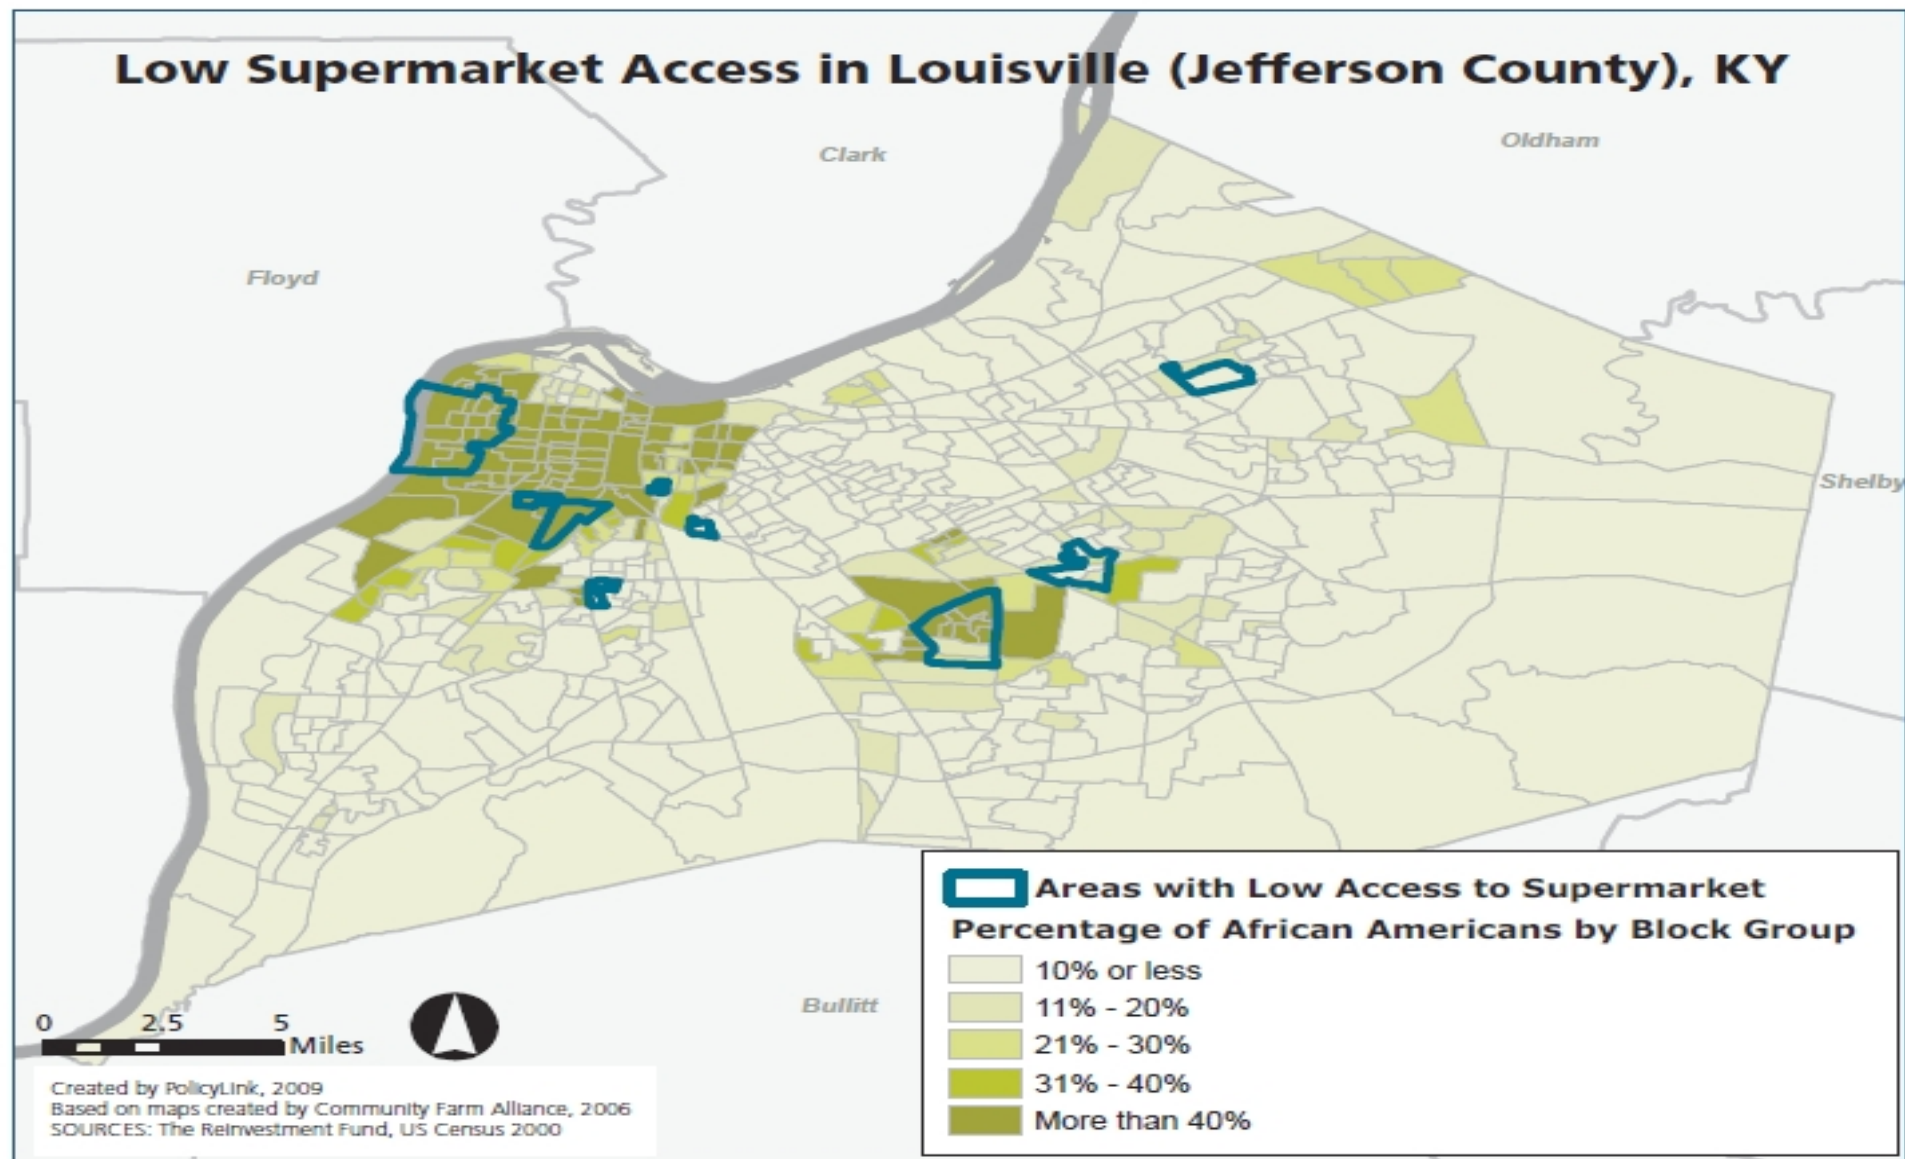 Low Supermarket Access in Louisville (Jefferson County), KY
Oldham
Clark
Floyd
Shelby
Areas with Low Access to Supermarket
Percentage of African Americans by Block Group
10% or less
11% - 20%
21% - 30%
31% - 40%
More than 40%
Bullitt
0 2.5 5
Miles
Created by PolicyLink, 2009
Based on maps created by Community Farm Alliance, 2006
SOURCES: The Reinvestment Fund, US Census 2000